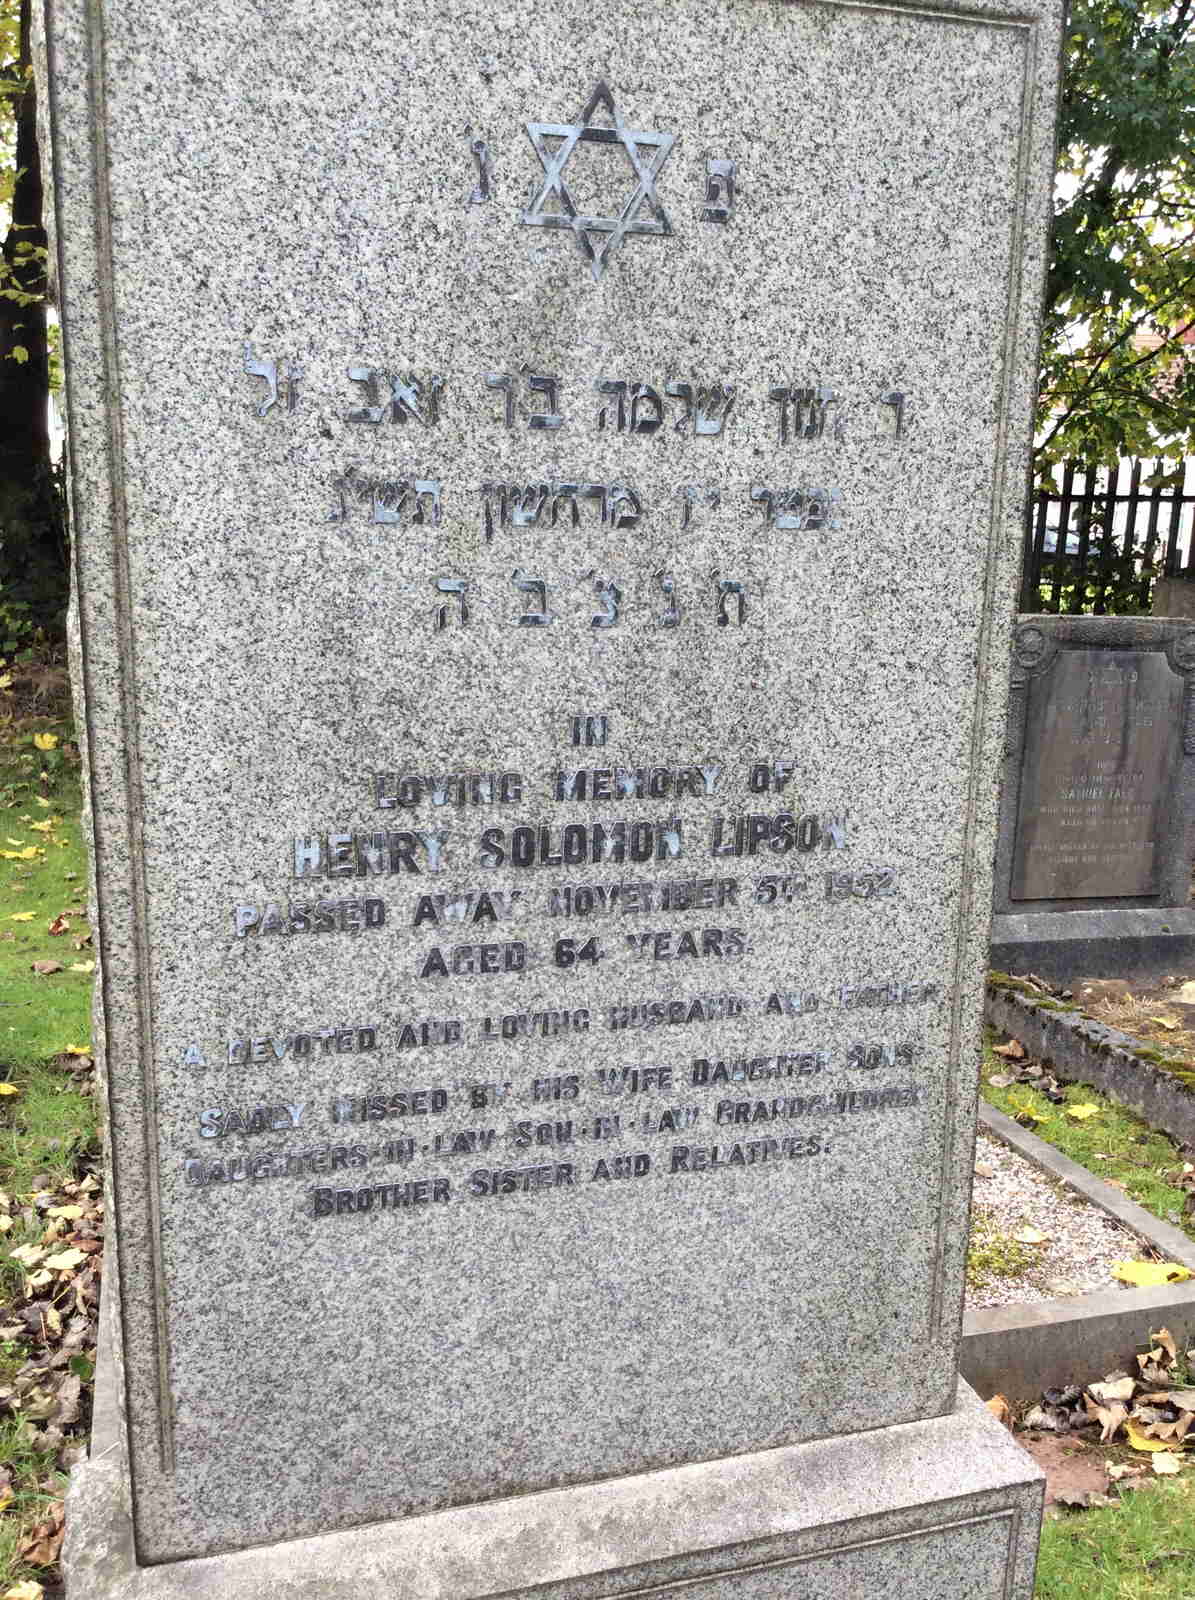 פ נ
ר חנוך שלמה ב'ר זאב ז'ל
נפטר י'ז מרחשון תשי'ג
ת' נ' צ' ב' ה'
IN
LOVING MEMORY OF
HENRY SOLOMON LIPSON
PASSED AWAY NOVEMBER 5TH 1952
AGED 64 YEARS.
A DEVOTED AND LOVING HUSBAND AND FATHER
SADLY MISSED BY HIS WIFE DAUGHTER SONS
DAUGHTERS-IN-LAW SON-IN-LAW GRANDCHILDREN
BROTHER SISTER AND RELATIVES.
SAMUEL